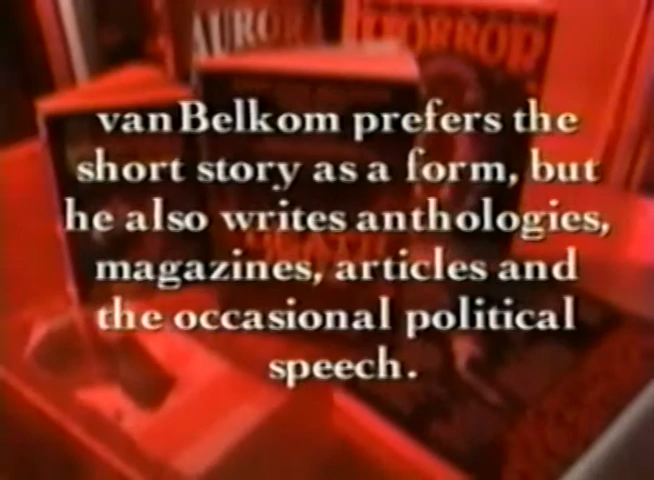 AURORA
HORROR
van Belkom prefers the
short story as a form, but
he also writes anthologies,
magazines, articles and
the occasional political
speech.